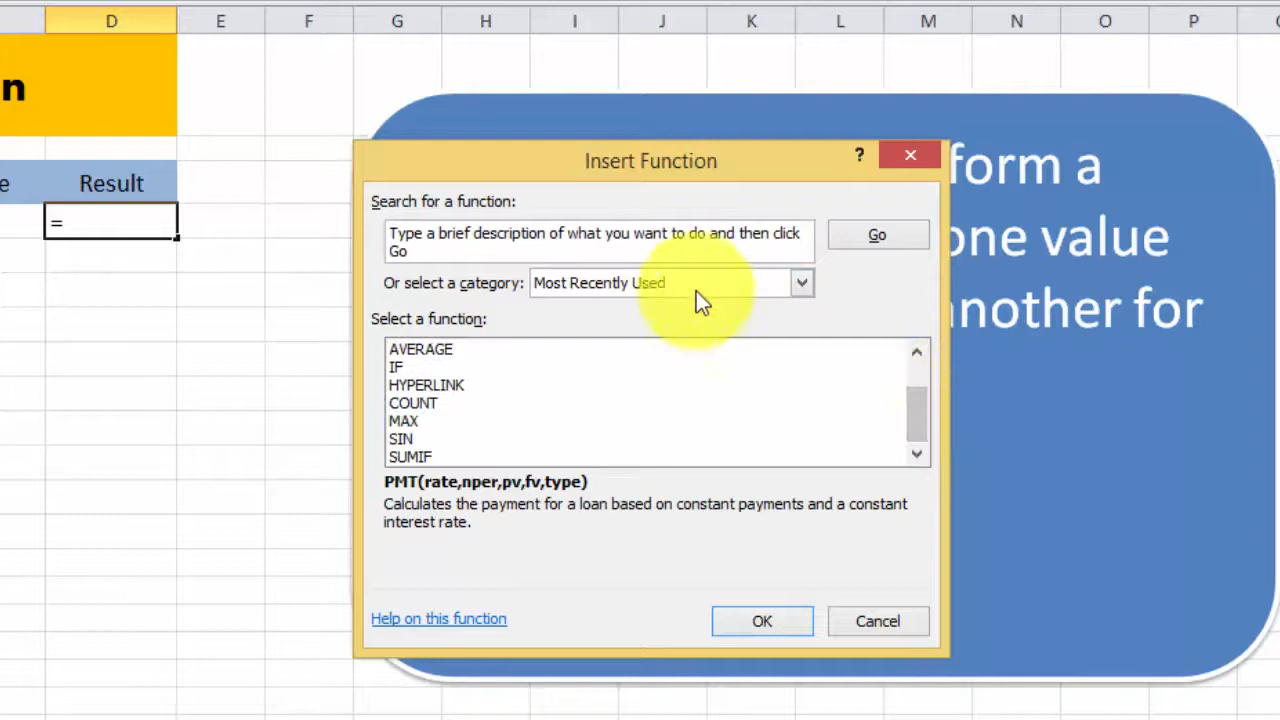 D E F G H I J K L M N O P
n
e Result
=
form a
one value
another for
Insert Function
?
Search for a function:
Type a brief description of what you want to do and then click
Go
Go
Or select a category: Most Recently Used
Select a function:
AVERAGE
IF
HYPERLINK
COUNT
MAX
SIN
SUMIF
PMT(rate,nper,pv,fv,type)
Calculates the payment for a loan based on constant payments and a constant
interest rate.
Help on this function
OK Cancel